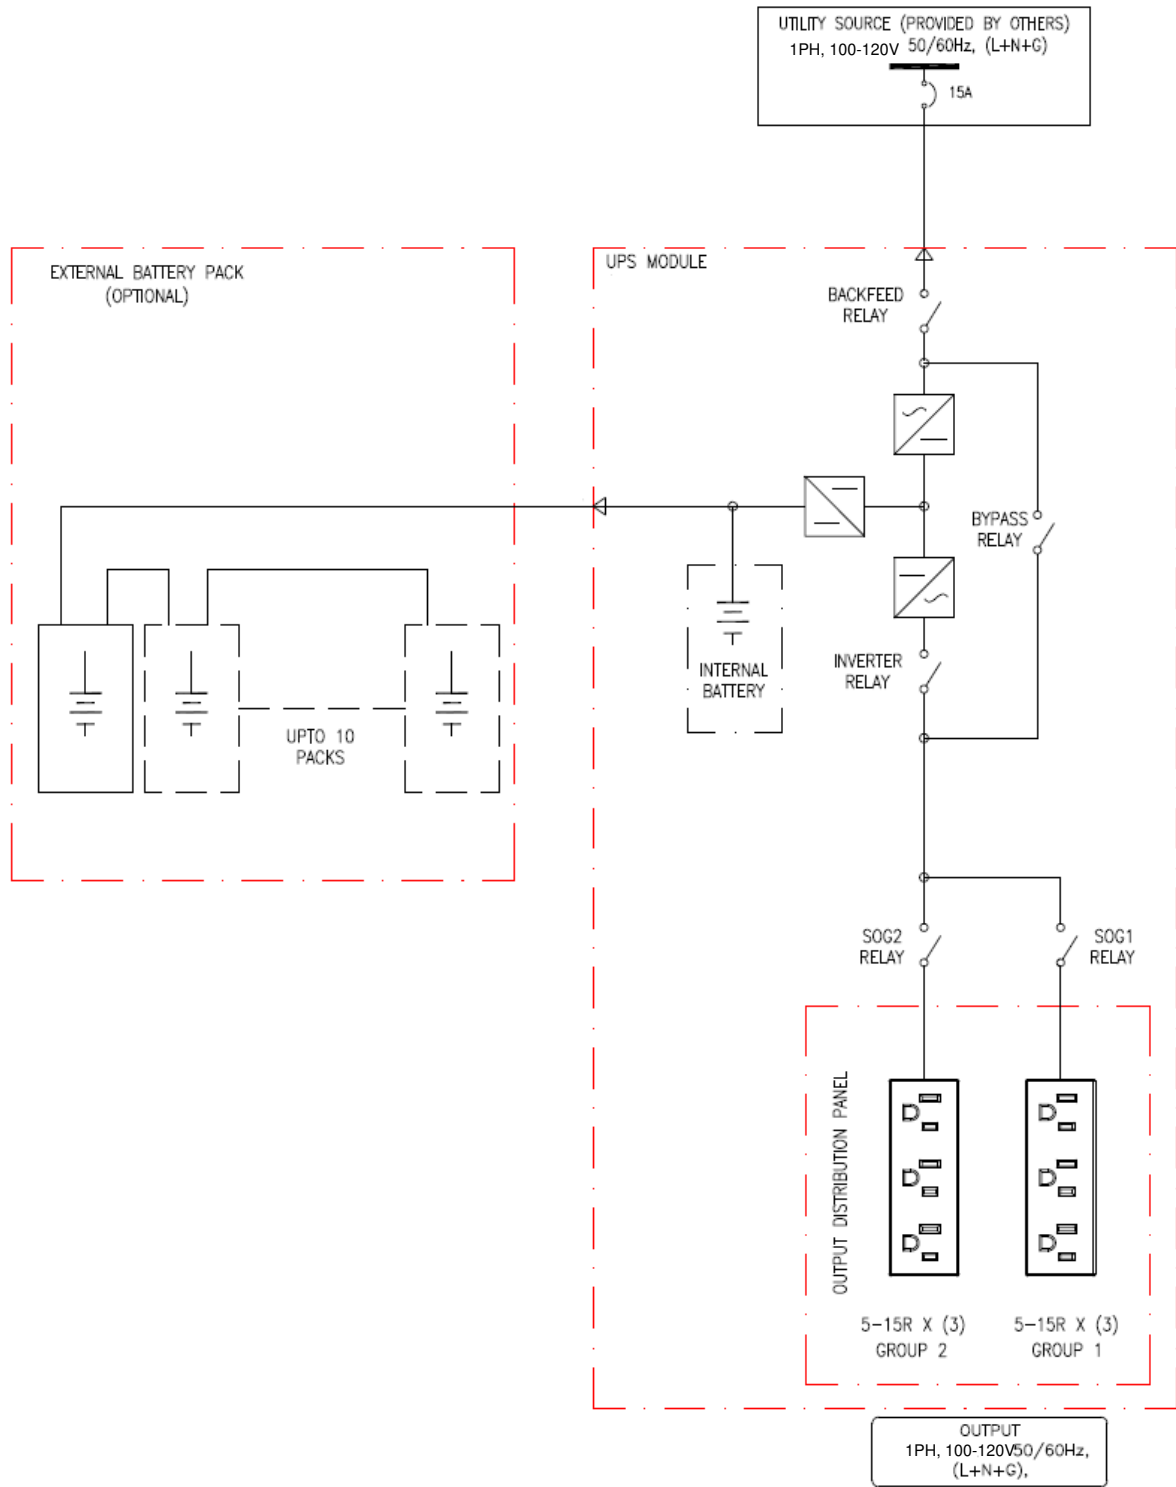 UTILITY SOURCE (PROVIDED BY OTHERS)
1PH, 100-120V 50/60Hz, (L+N+G)
15A
EXTERNAL BATTERY PACK
(OPTIONAL)
UPS MODULE
BACKFEED
RELAY
BYPASS
RELAY
INTERNAL
BATTERY
INVERTER
RELAY
UPTO 10
PACKS
SOG2
RELAY
SOG1
RELAY
OUTPUT DISTRIBUTION PANEL
5-15R X (3)
GROUP 2
5-15R X (3)
GROUP 1
OUTPUT
1PH, 100-120V50/60Hz,
(L+N+G),